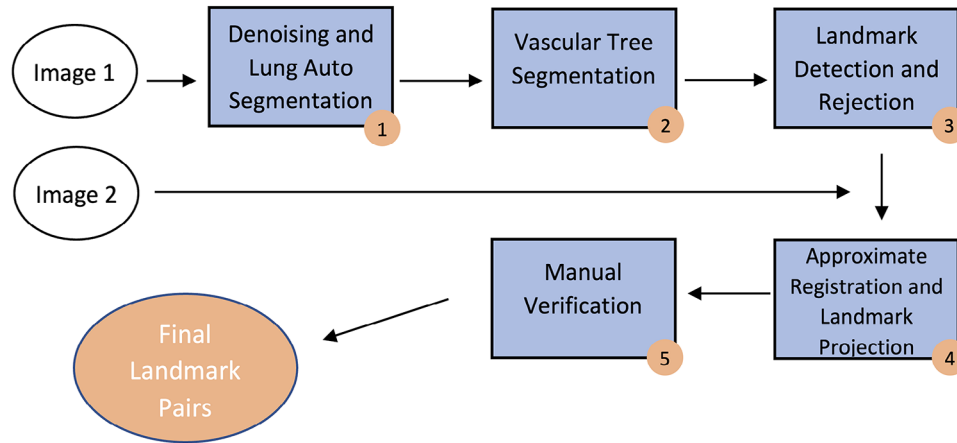 Image 1
Denoising and
Lung Auto
Segmentation
1
Vascular Tree
Segmentation
2
Landmark
Detection and
Rejection
3
Image 2
Approximate
Registration and
Landmark
Projection
4
Manual
Verification
5
Final
Landmark
Pairs